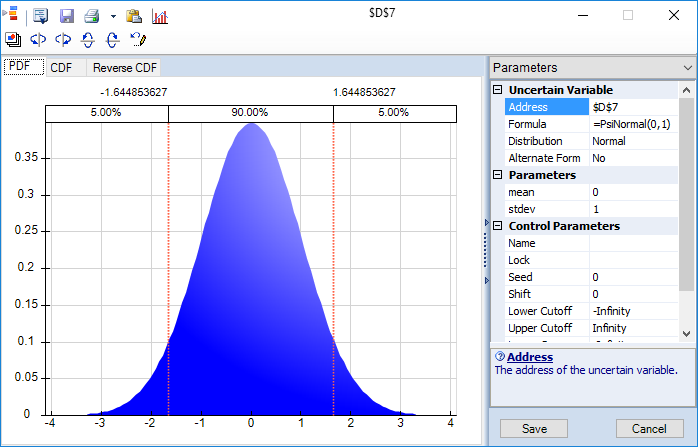 $D$7
PDF CDF Reverse CDF
-1.644853627 1.644853627
5.00% 90.00% 5.00%
0.35
0.3
0.25
0.2
0.15
0.1
0.05
0
-4 -3 -2 -1 0 1 2 3 4
Parameters
Uncertain Variable
Address $D$7
Formula =PsiNormal(0,1)
Distribution Normal
Alternate Form No
Parameters
mean 0
stdev 1
Control Parameters
Name
Lock
Seed 0
Shift 0
Lower Cutoff -Infinity
Upper Cutoff Infinity
Address
The address of the uncertain variable.
Save Cancel